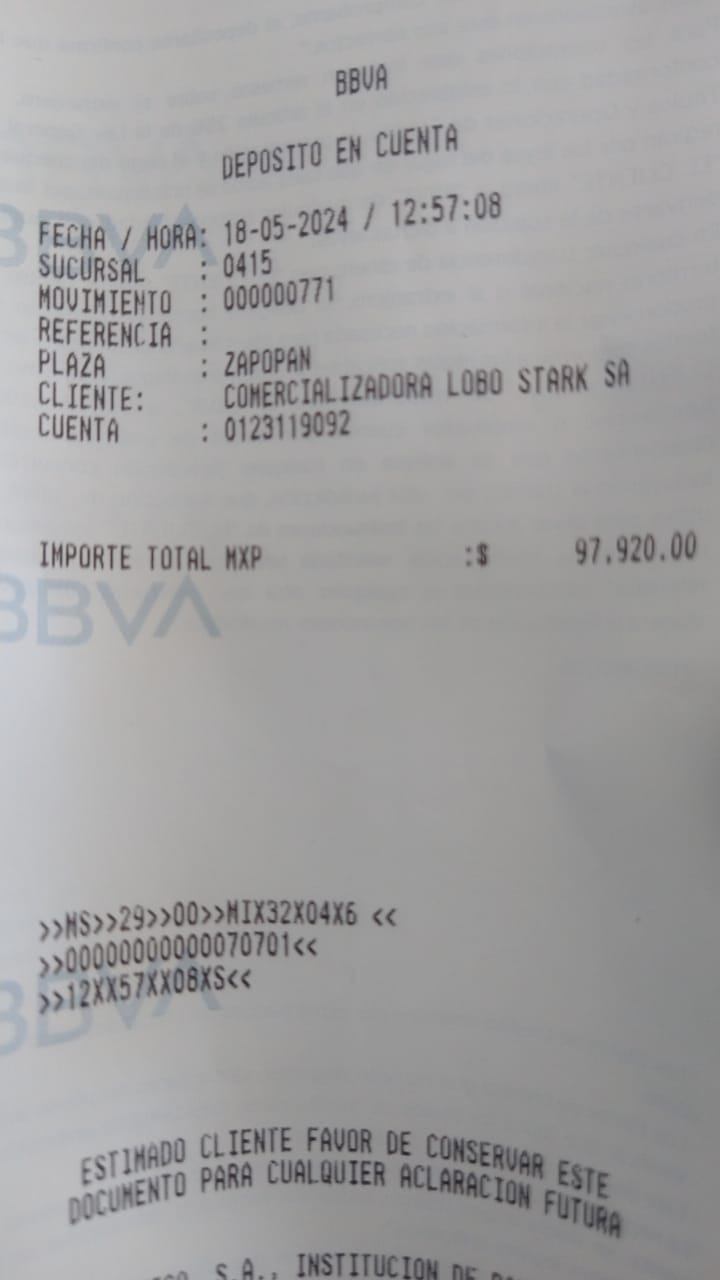 BBVA
DEPOSITO EN CUENTA
FECHA / HORA: 18-05-2024 / 12:57:08
SUCURSAL : 0415
MOVIMIENTO : 000000771
REFERENCIA :
PLAZA : ZAPOPAN
CLIENTE: COMERCIALIZADORA LOBO STARK SA
CUENTA : 0123119092
IMPORTE TOTAL MXP :$ 97,920.00
BBVA
>>MS>>29>>00>>MIX32X04X6 <<
>>00000000000070701<<
>>12XX57XX08XS<<
ESTIMADO CLIENTE FAVOR DE CONSERVAR ESTE
DOCUMENTO PARA CUALQUIER ACLARACION FUTURA
S.A., INSTITUCION DE